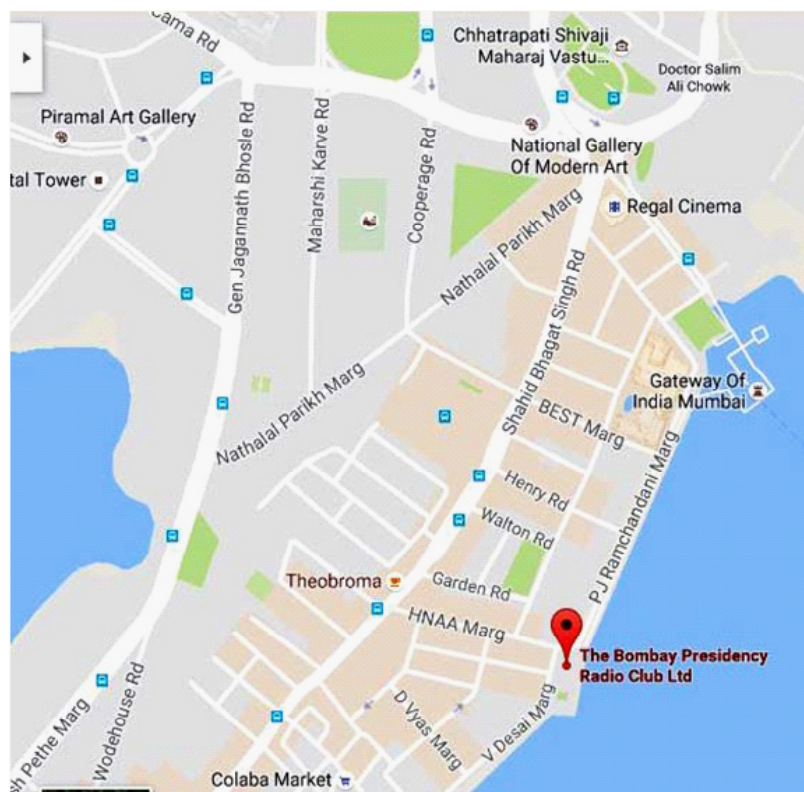 Cama Rd
Chhatrapati Shivaji
Maharaj Vastu...
Doctor Salim
Ali Chowk
Piramal Art Gallery
tal Tower
Gen Jagannath Bhosle Rd
Maharshi Karve Rd
Cooperage Rd
National Gallery
Of Modern Art
Regal Cinema
Nathalal Parikh Marg
Shahid Bhagat Singh Rd
Nathalal Parikh Marg
Gateway Of
India Mumbai
BEST Marg
Henry Rd
Walton Rd
PJ Ramchandani Marg
Theobroma
Garden Rd
HNAA Marg
The Bombay Presidency
Radio Club Ltd
Wodehouse Rd
sh Pethe Marg
D Vyas Marg
V Desai Marg
Colaba Market